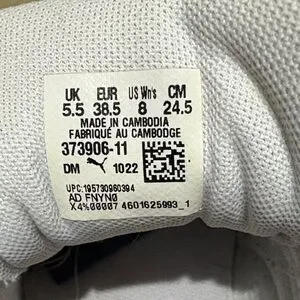 UK EUR US Wn's CM
5.5 38.5 8 24.5
MADE IN CAMBODIA
FABRIQUÉ AU CAMBODGE
373906-11
DM 1022
UPC:195730960394
AD FNYN0
X4%00007 4601625993_1